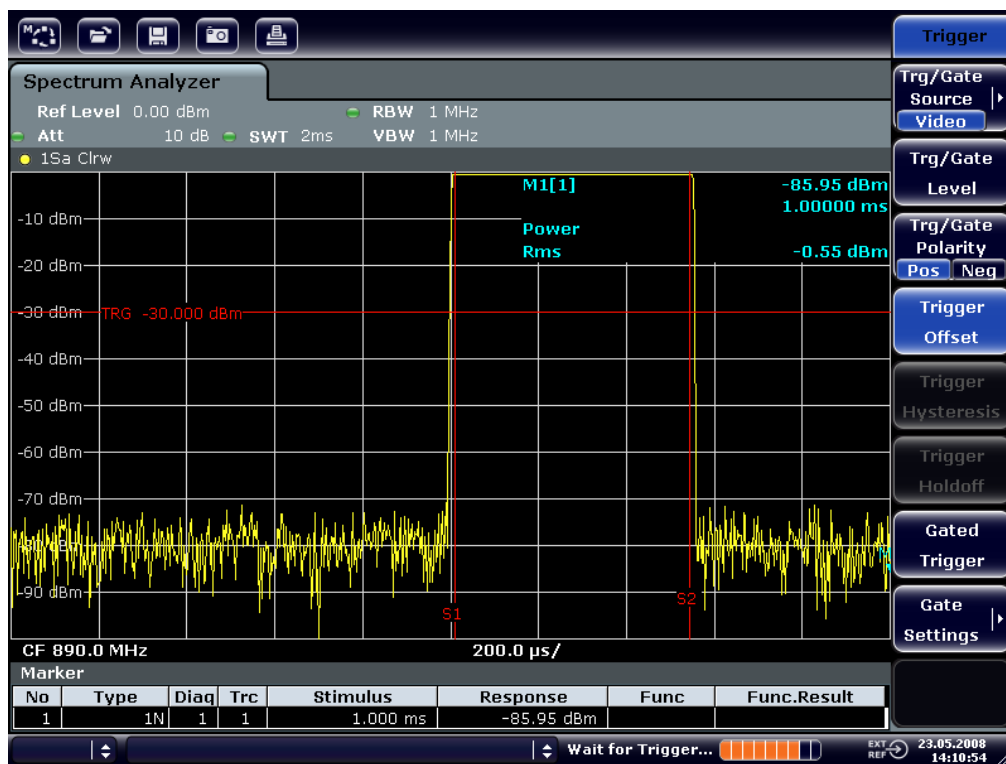 Trigger
Spectrum Analyzer
Ref Level 0.00 dBm RBW 1 MHz
Att 10 dB SWT 2ms VBW 1 MHz
1Sa Clrw
M1[1] -85.95 dBm
1.00000 ms
Power
Rms -0.55 dBm
-10 dBm
-20 dBm
-30 dBm
TRG -30.000 dBm
-40 dBm
-50 dBm
-60 dBm
-70 dBm
-80 dBm
-90 dBm
S1
S2
CF 890.0 MHz 200.0 µs/
Marker
No Type Diag Trc Stimulus Response Func Func.Result
1 1N 1 1 1.000 ms -85.95 dBm
Wait for Trigger...
EXT REF
23.05.2008
14:10:54
Trg/Gate
Source
Video
Trg/Gate
Level
Trg/Gate
Polarity
Pos Neg
Trigger
Offset
Trigger
Hysteresis
Trigger
Holdoff
Gated
Trigger
Gate
Settings